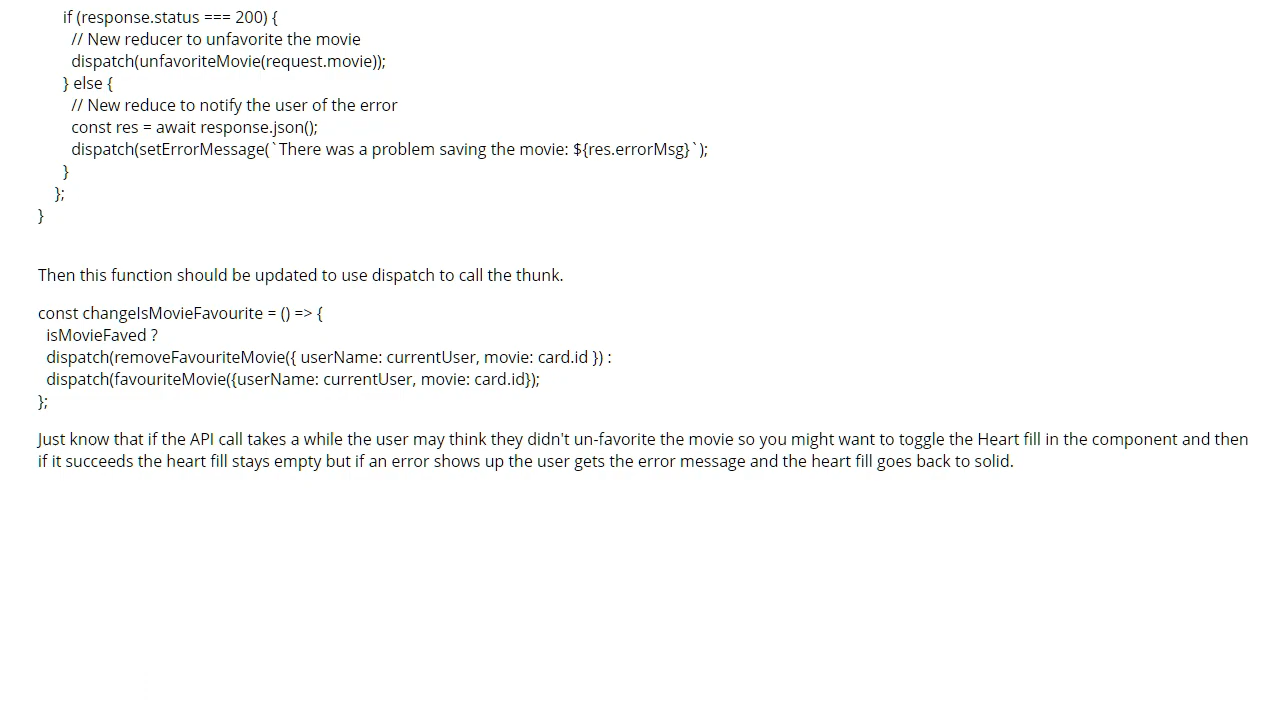 if (response.status === 200) {
// New reducer to unfavorite the movie
dispatch(unfavoriteMovie(request.movie));
} else {
// New reduce to notify the user of the error
const res = await response.json();
dispatch(setErrorMessage(`There was a problem saving the movie: ${res.errorMsg}`);
}
};
}
Then this function should be updated to use dispatch to call the thunk.
const changeIsMovieFavourite = () => {
isMovieFaved ?
dispatch(removeFavouriteMovie({ userName: currentUser, movie: card.id }) :
dispatch(favouriteMovie({userName: currentUser, movie: card.id});
};
Just know that if the API call takes a while the user may think they didn't un-favorite the movie so you might want to toggle the Heart fill in the component and then
if it succeeds the heart fill stays empty but if an error shows up the user gets the error message and the heart fill goes back to solid.